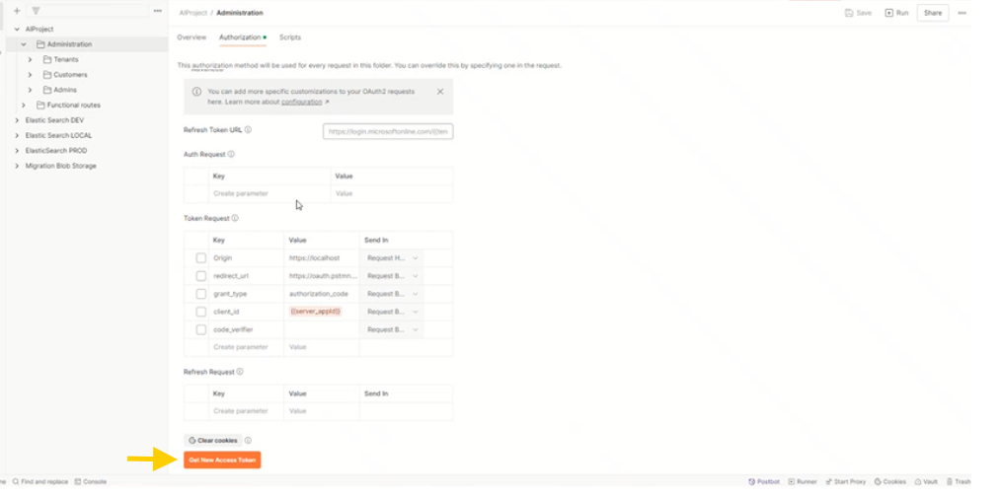 AIProject / Administration
Save
Run
Share
AIProject
Administration
Tenants
Customers
Admins
Functional routes
Elastic Search DEV
Elastic Search LOCAL
ElasticSearch PROD
Migration Blob Storage
Overview
Authorization
Scripts
This authorization method will be used for every request in this folder. You can override this by specifying one in the request.
You can add more specific customizations to your OAuth2 requests
here. Learn more about configuration
Refresh Token URL
https://login.microsoftonline.com/{{ten
Auth Request
Key Value
Create parameter Value
Token Request
Key Value Send In
Origin https://localhost Request H...
redirect_url https://oauth.pstmn.... Request B...
grant_type authorization_code Request B...
client_id {{server_appId}} Request B...
code_verifier Request B...
Create parameter Value
Refresh Request
Key Value Send In
Create parameter Value
Clear cookies
Get New Access Token
Find and replace Console
Postbot Runner Start Proxy Cookies Vault Trash